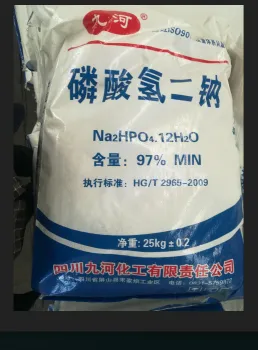 九河
磷酸氢二钠
Na2HPO4.12H2O
含量: 97% MIN
执行标准: HG/T 2965-2009
净重: 25kg ± 0.2
四川九河化工有限责任公司